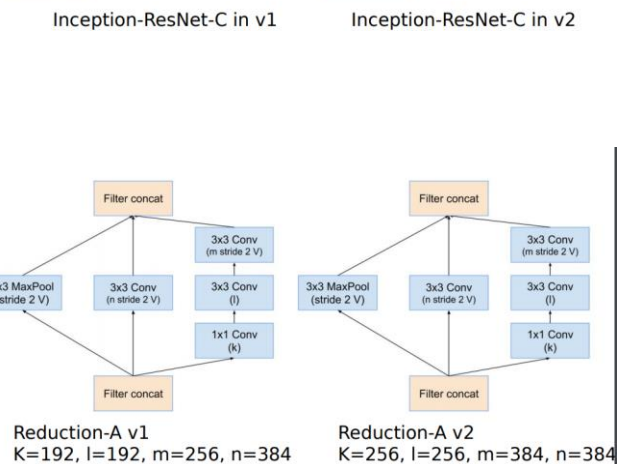 Inception-ResNet-C in v1
Inception-ResNet-C in v2
Filter concat
3x3 Conv
(m stride 2 V)
x3 MaxPool
stride 2 V)
3x3 Conv
(n stride 2 V)
3x3 Conv
(l)
1x1 Conv
(k)
Filter concat
Reduction-A v1
K=192, l=192, m=256, n=384
Filter concat
3x3 Conv
(m stride 2 V)
3x3 MaxPool
(stride 2 V)
3x3 Conv
(n stride 2 V)
3x3 Conv
(l)
1x1 Conv
(k)
Filter concat
Reduction-A v2
K=256, l=256, m=384, n=384